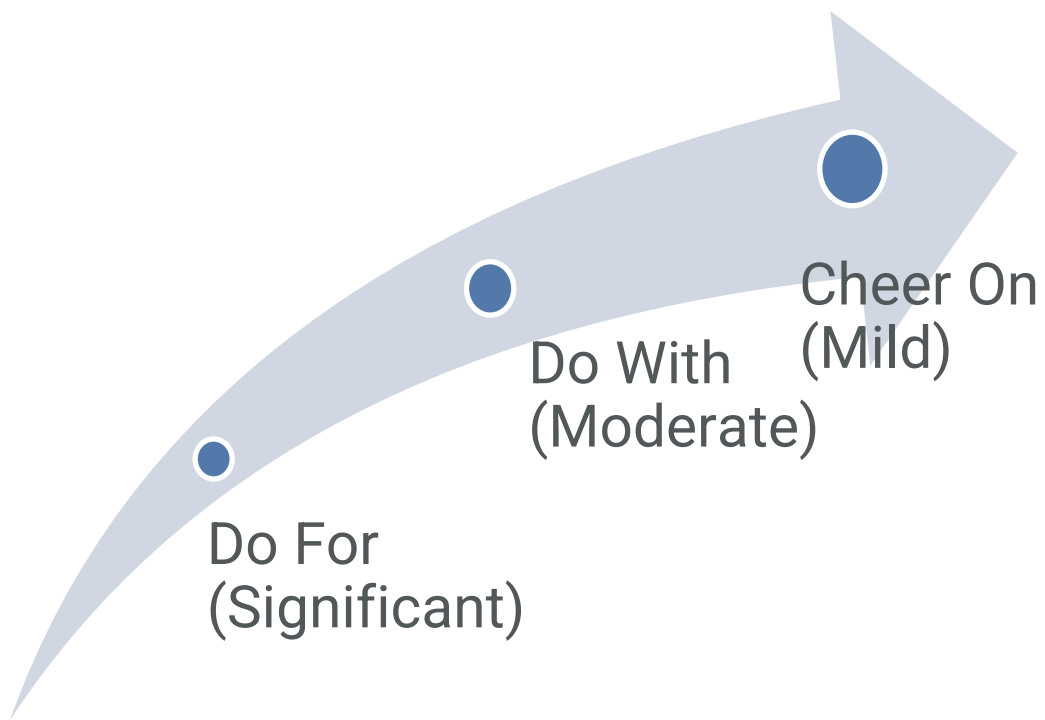 Cheer On
(Mild)
Do With
(Moderate)
Do For
(Significant)